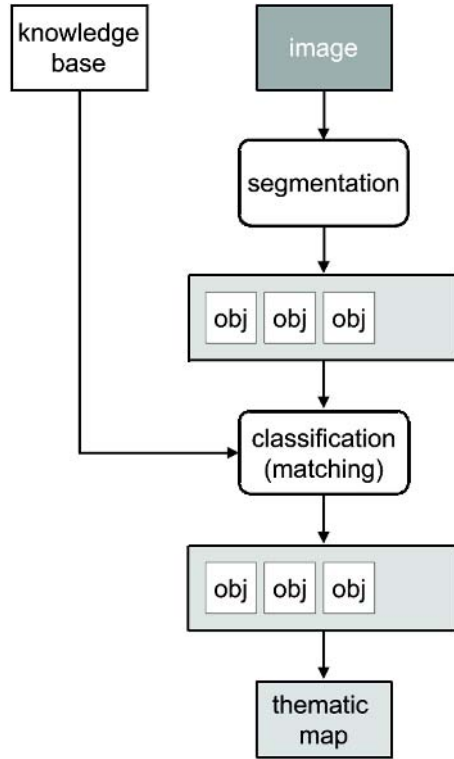 knowledge
base
image
segmentation
obj obj obj
classification
(matching)
obj obj obj
thematic
map